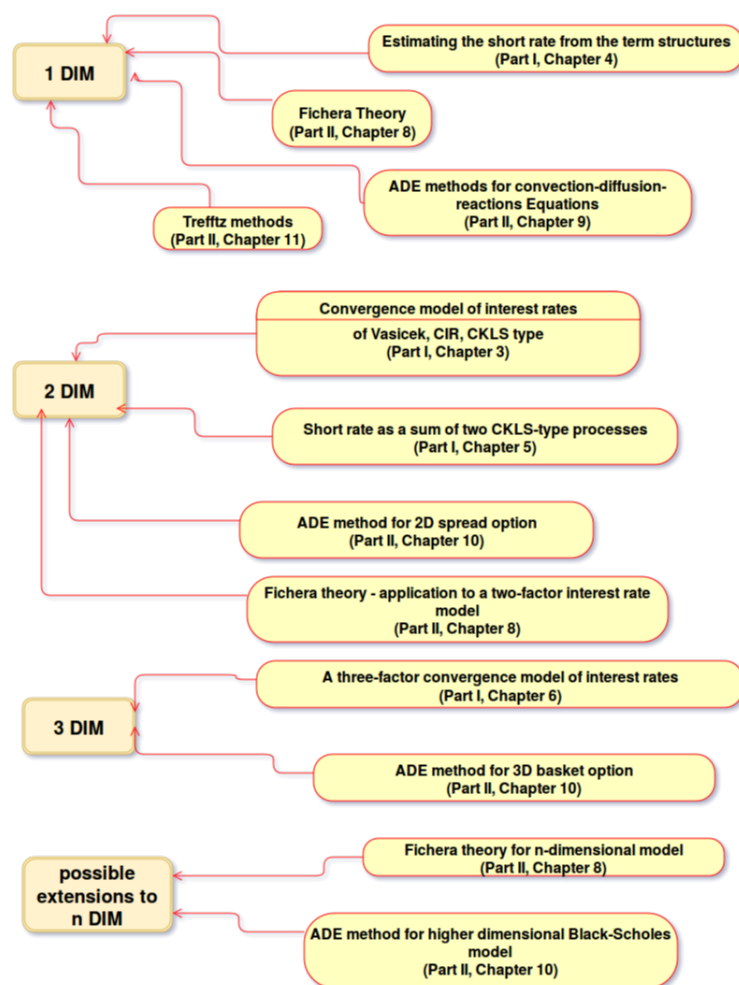 Estimating the short rate from the term structures
(Part I, Chapter 4)
1 DIM
Fichera Theory
(Part II, Chapter 8)
ADE methods for convection-diffusion-
reactions Equations
(Part II, Chapter 9)
Trefftz methods
(Part II, Chapter 11)
Convergence model of interest rates
of Vasicek, CIR, CKLS type
(Part I, Chapter 3)
2 DIM
Short rate as a sum of two CKLS-type processes
(Part I, Chapter 5)
ADE method for 2D spread option
(Part II, Chapter 10)
Fichera theory - application to a two-factor interest rate
model
(Part II, Chapter 8)
A three-factor convergence model of interest rates
(Part I, Chapter 6)
3 DIM
ADE method for 3D basket option
(Part II, Chapter 10)
Fichera theory for n-dimensional model
(Part II, Chapter 8)
possible
extensions to
n DIM
ADE method for higher dimensional Black-Scholes
model
(Part II, Chapter 10)